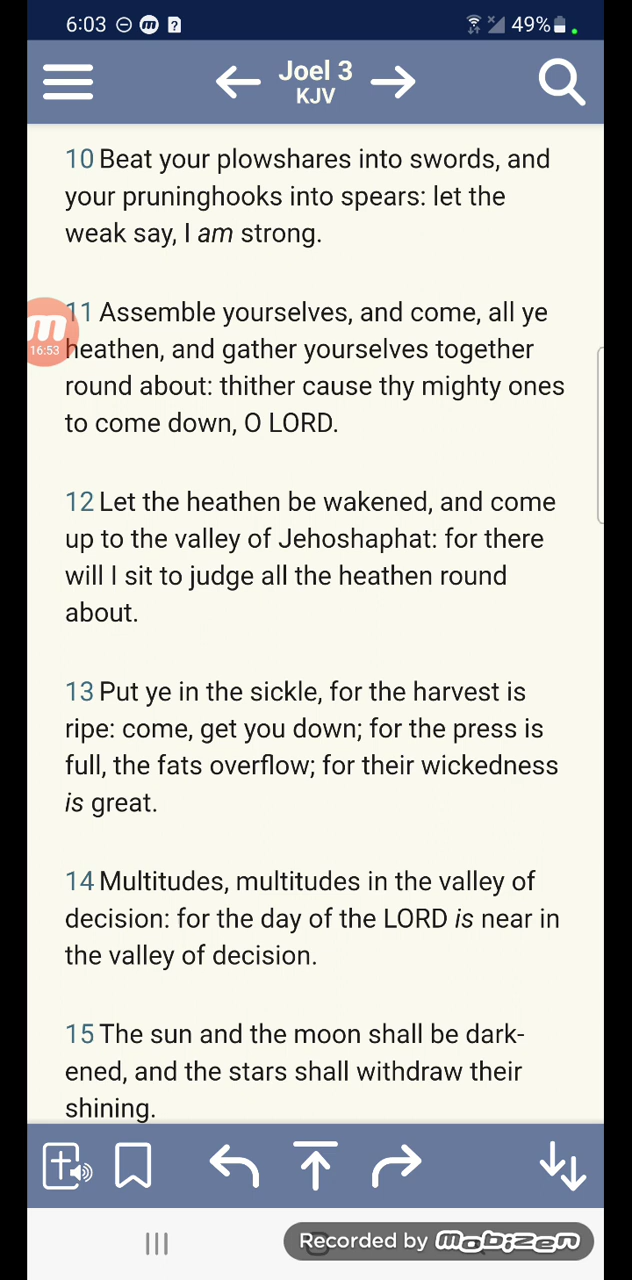 6:03 49%
Joel 3
KJV
10 Beat your plowshares into swords, and
your pruninghooks into spears: let the
weak say, I am strong.
11 Assemble yourselves, and come, all ye
heathen, and gather yourselves together
round about: thither cause thy mighty ones
to come down, O LORD.
16:53
12 Let the heathen be wakened, and come
up to the valley of Jehoshaphat: for there
will I sit to judge all the heathen round
about.
13 Put ye in the sickle, for the harvest is
ripe: come, get you down; for the press is
full, the fats overflow; for their wickedness
is great.
14 Multitudes, multitudes in the valley of
decision: for the day of the LORD is near in
the valley of decision.
15 The sun and the moon shall be dark-
ened, and the stars shall withdraw their
shining.
Recorded by mobizen